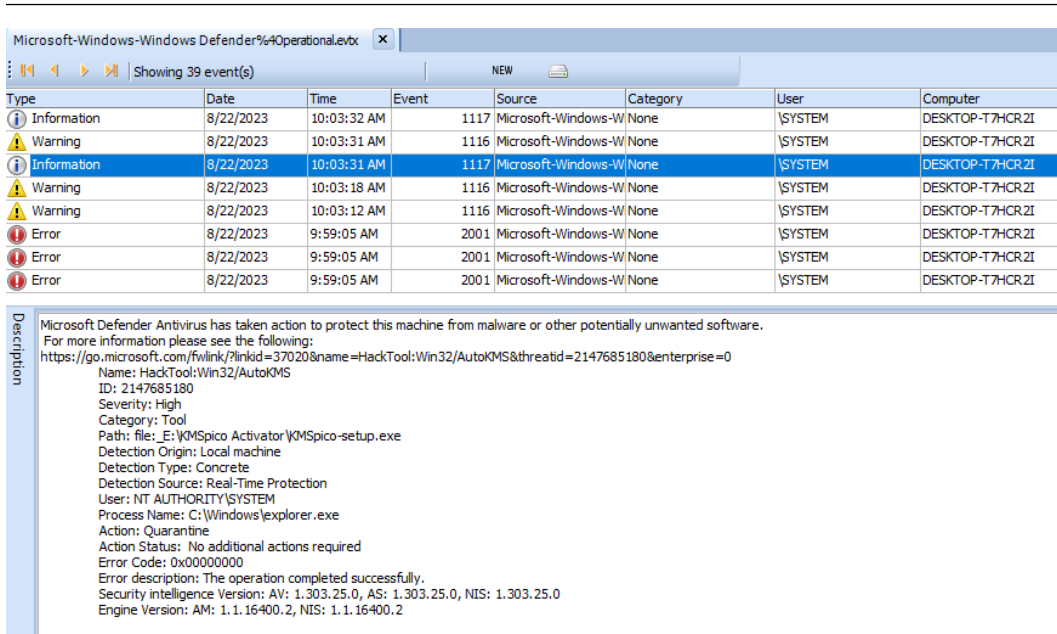 Microsoft-Windows-Windows Defender%4Operational.evtx
Showing 39 event(s) NEW
Type Date Time Event Source Category User Computer
Information 8/22/2023 10:03:32 AM 1117 Microsoft-Windows-W None \SYSTEM DESKTOP-T7HCR2I
Warning 8/22/2023 10:03:31 AM 1116 Microsoft-Windows-W None \SYSTEM DESKTOP-T7HCR2I
Information 8/22/2023 10:03:31 AM 1117 Microsoft-Windows-W None \SYSTEM DESKTOP-T7HCR2I
Warning 8/22/2023 10:03:18 AM 1116 Microsoft-Windows-W None \SYSTEM DESKTOP-T7HCR2I
Warning 8/22/2023 10:03:12 AM 1116 Microsoft-Windows-W None \SYSTEM DESKTOP-T7HCR2I
Error 8/22/2023 9:59:05 AM 2001 Microsoft-Windows-W None \SYSTEM DESKTOP-T7HCR2I
Error 8/22/2023 9:59:05 AM 2001 Microsoft-Windows-W None \SYSTEM DESKTOP-T7HCR2I
Error 8/22/2023 9:59:05 AM 2001 Microsoft-Windows-W None \SYSTEM DESKTOP-T7HCR2I
Description
Microsoft Defender Antivirus has taken action to protect this machine from malware or other potentially unwanted software.
For more information please see the following:
https://go.microsoft.com/fwlink/?linkid=37020&name=HackTool:Win32/AutoKMS&threatid=2147685180&enterprise=0
Name: HackTool:Win32/AutoKMS
ID: 2147685180
Severity: High
Category: Tool
Path: file:_E:\KMSpico Activator\KMSpico-setup.exe
Detection Origin: Local machine
Detection Type: Concrete
Detection Source: Real-Time Protection
User: NT AUTHORITY\SYSTEM
Process Name: C:\Windows\explorer.exe
Action: Quarantine
Action Status: No additional actions required
Error Code: 0x00000000
Error description: The operation completed successfully.
Security intelligence Version: AV: 1.303.25.0, AS: 1.303.25.0, NIS: 1.303.25.0
Engine Version: AM: 1.1.16400.2, NIS: 1.1.16400.2